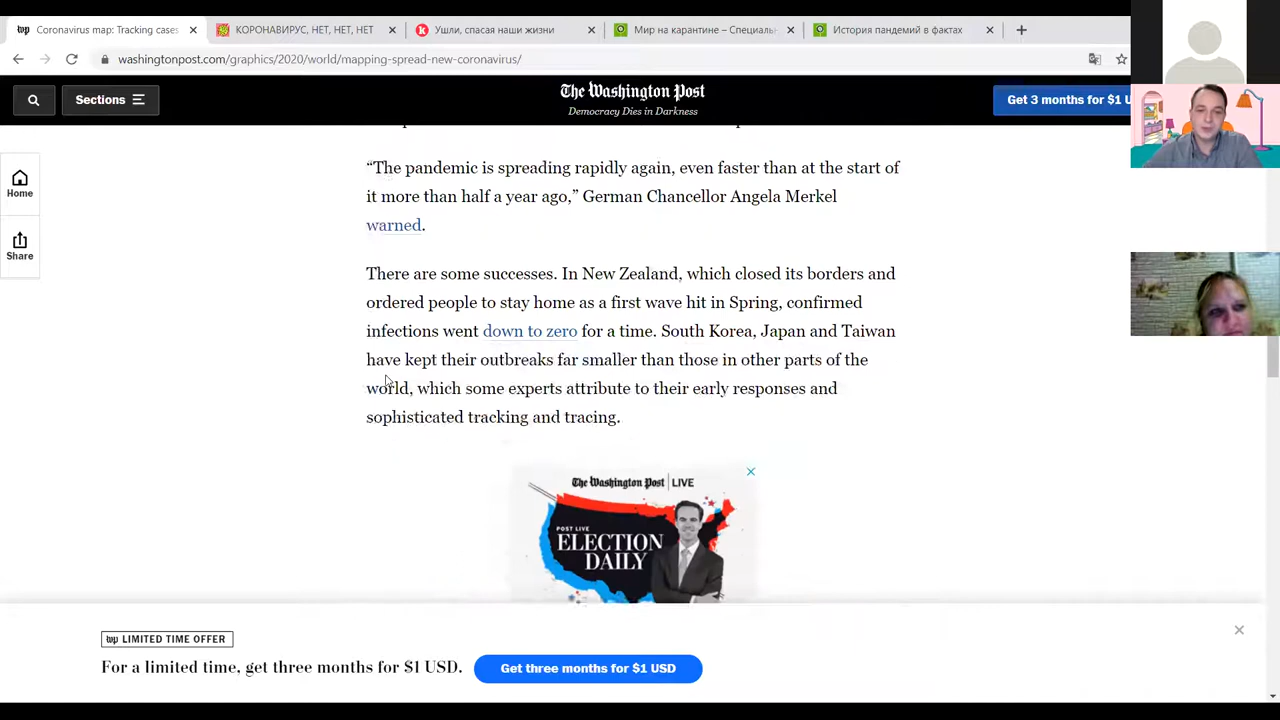 Coronavirus map: Tracking cases
КОРОНАВИРУС, НЕТ, НЕТ, НЕТ
Ушли, спасая наши жизни
Мир на карантине – Специаль
История пандемий в фактах
washingtonpost.com/graphics/2020/world/mapping-spread-new-coronavirus/
Sections
The Washington Post
Democracy Dies in Darkness
Get 3 months for $1 U
Home
Share
“The pandemic is spreading rapidly again, even faster than at the start of
it more than half a year ago,” German Chancellor Angela Merkel
warned.
There are some successes. In New Zealand, which closed its borders and
ordered people to stay home as a first wave hit in Spring, confirmed
infections went down to zero for a time. South Korea, Japan and Taiwan
have kept their outbreaks far smaller than those in other parts of the
world, which some experts attribute to their early responses and
sophisticated tracking and tracing.
The Washington Post LIVE
POST LIVE
ELECTION
DAILY
wp LIMITED TIME OFFER
For a limited time, get three months for $1 USD.
Get three months for $1 USD